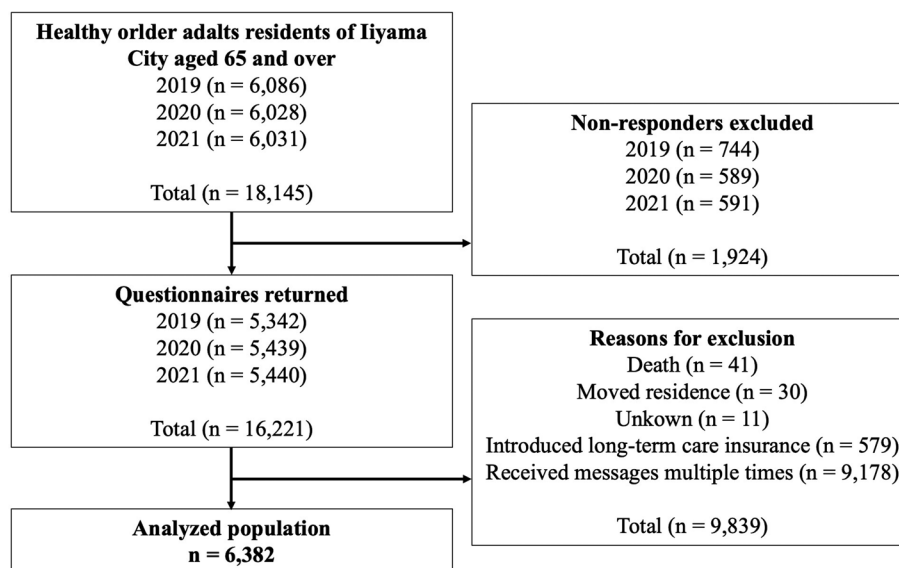 Healthy orlder adalts residents of Iiyama
City aged 65 and over
2019 (n = 6,086)
2020 (n = 6,028)
2021 (n = 6,031)
Total (n = 18,145)
Non-responders excluded
2019 (n = 744)
2020 (n = 589)
2021 (n = 591)
Total (n = 1,924)
Questionnaires returned
2019 (n = 5,342)
2020 (n = 5,439)
2021 (n = 5,440)
Total (n = 16,221)
Reasons for exclusion
Death (n = 41)
Moved residence (n = 30)
Unkown (n = 11)
Introduced long-term care insurance (n = 579)
Received messages multiple times (n = 9,178)
Total (n = 9,839)
Analyzed population
n = 6,382